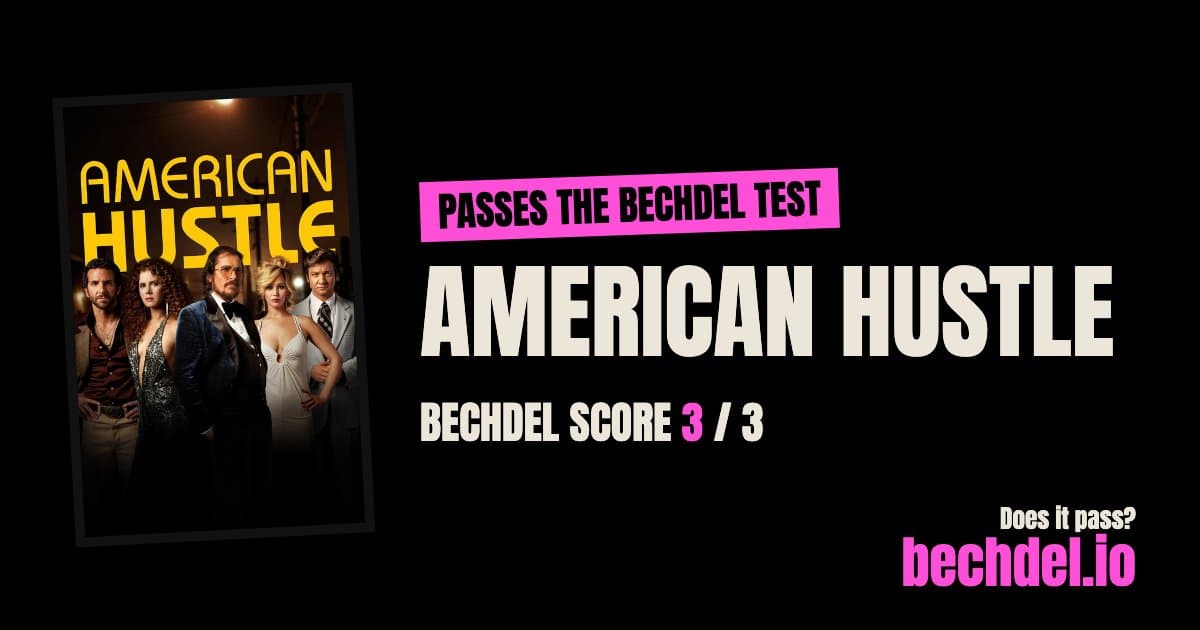 AMERICAN
HUSTLE
PASSES THE BECHDEL TEST
AMERICAN HUSTLE
BECHDEL SCORE 3 / 3
Does it pass?
bechdel.io